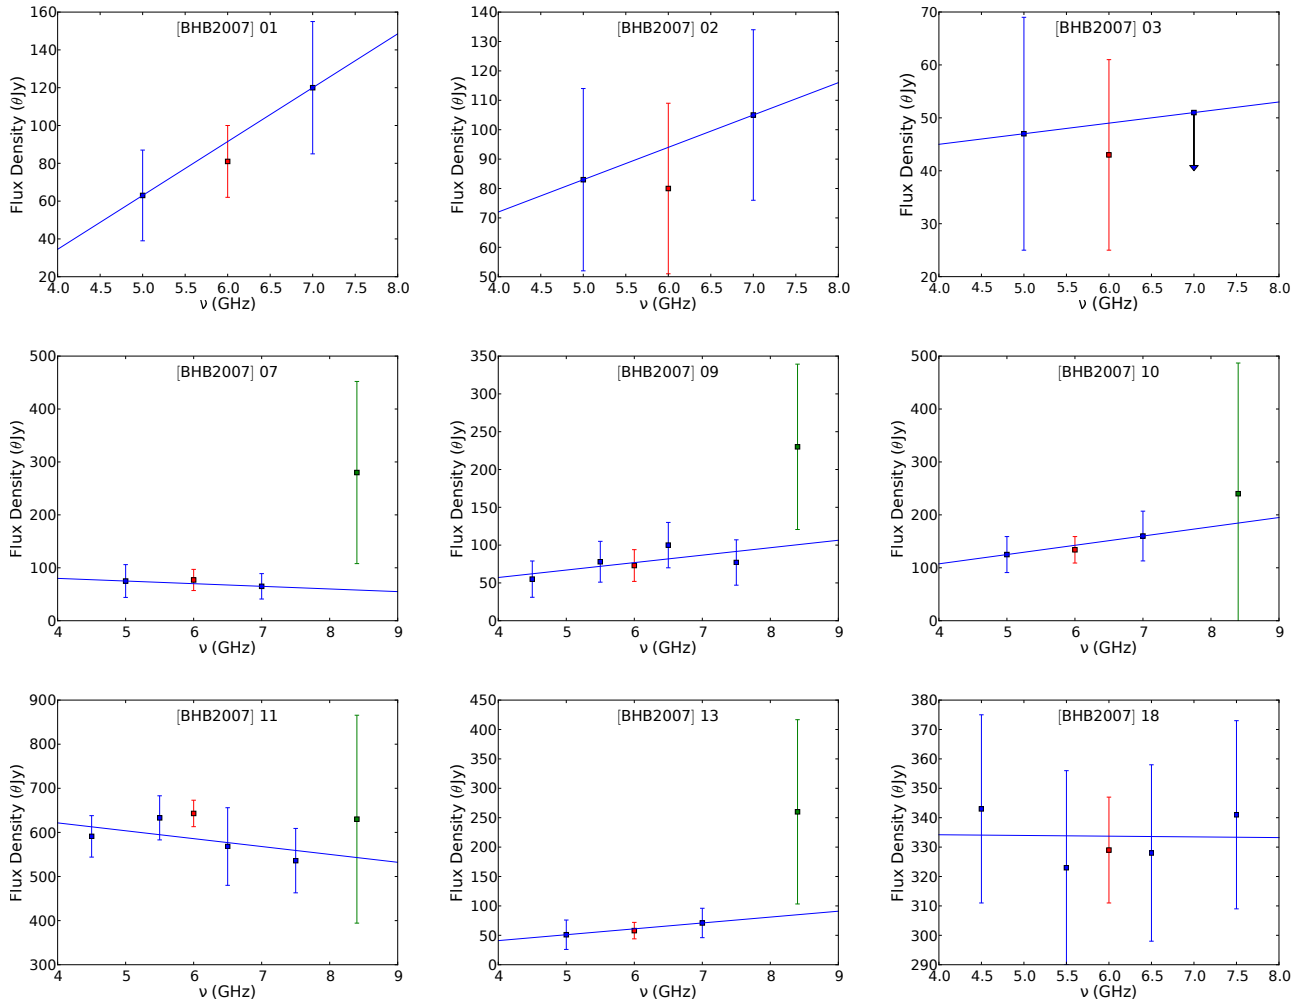 [BHB2007] 01
Flux Density (θJy)
160
140
120
100
80
60
40
20
4.0 4.5 5.0 5.5 6.0 6.5 7.0 7.5 8.0
ν (GHz)
[BHB2007] 02
Flux Density (θJy)
140
130
120
110
100
90
80
70
60
50
4.0 4.5 5.0 5.5 6.0 6.5 7.0 7.5 8.0
ν (GHz)
[BHB2007] 03
Flux Density (θJy)
70
60
50
40
30
20
4.0 4.5 5.0 5.5 6.0 6.5 7.0 7.5 8.0
ν (GHz)
[BHB2007] 07
Flux Density (θJy)
500
400
300
200
100
0
4 5 6 7 8 9
ν (GHz)
[BHB2007] 09
Flux Density (θJy)
350
300
250
200
150
100
50
0
4 5 6 7 8 9
ν (GHz)
[BHB2007] 10
Flux Density (θJy)
500
400
300
200
100
0
4 5 6 7 8 9
ν (GHz)
[BHB2007] 11
Flux Density (θJy)
900
800
700
600
500
400
300
4 5 6 7 8 9
ν (GHz)
[BHB2007] 13
Flux Density (θJy)
450
400
350
300
250
200
150
100
50
0
4 5 6 7 8 9
ν (GHz)
[BHB2007] 18
Flux Density (θJy)
380
370
360
350
340
330
320
310
300
290
4.0 4.5 5.0 5.5 6.0 6.5 7.0 7.5 8.0
ν (GHz)